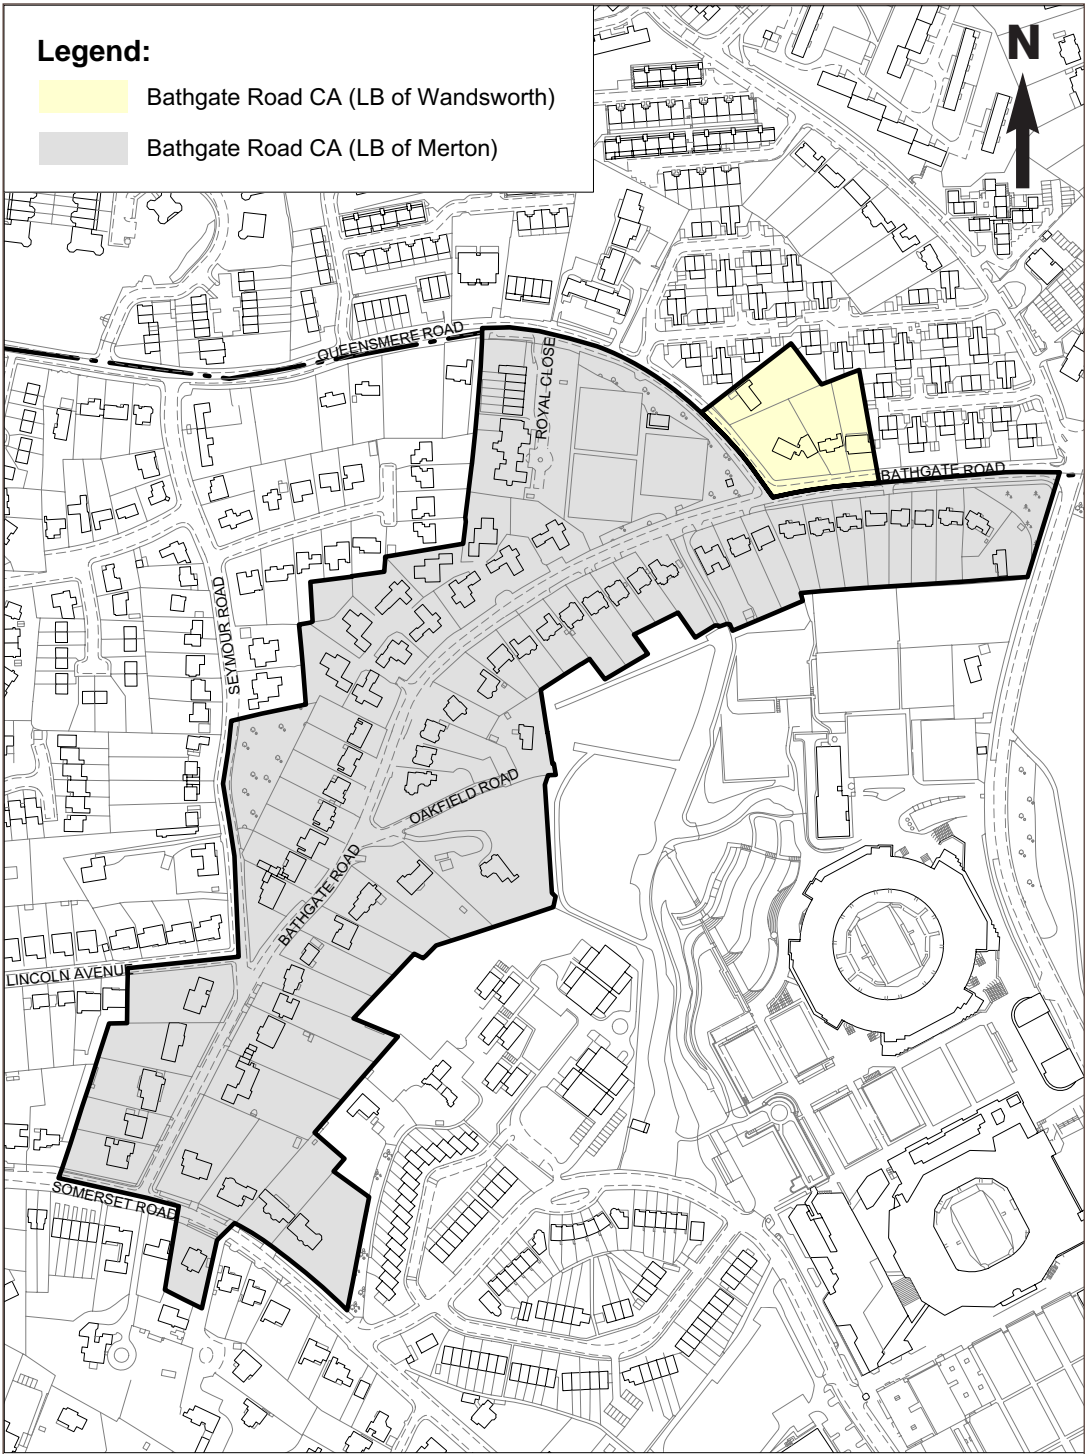 Legend:
Bathgate Road CA (LB of Wandsworth)
Bathgate Road CA (LB of Merton)
N
QUEENSMERE ROAD
ROYAL CLOSE
BATHGATE ROAD
SEYMOUR ROAD
OAKFIELD ROAD
BATHGATE ROAD
LINCOLN AVENUE
SOMERSET ROAD